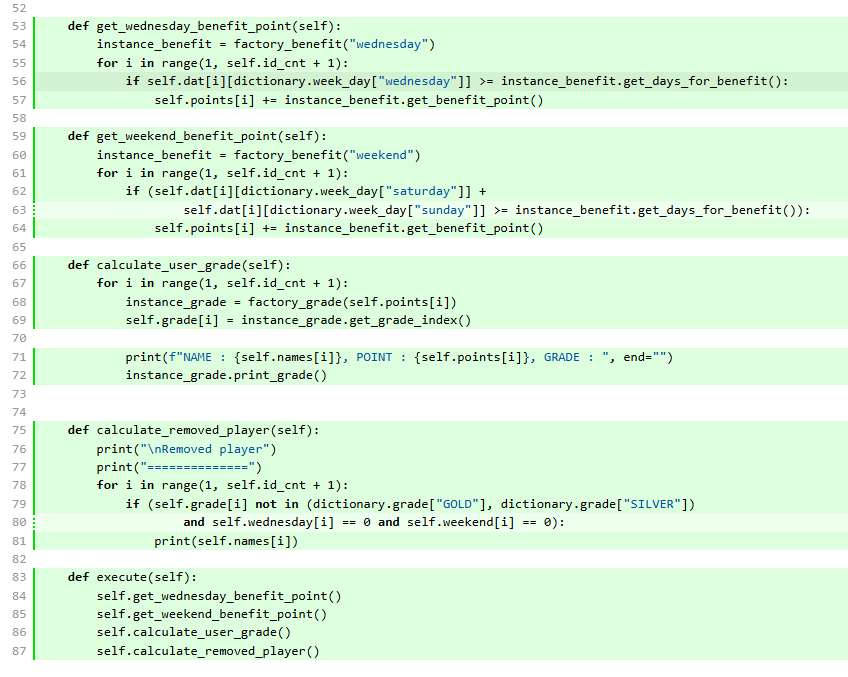 52
53 def get_wednesday_benefit_point(self):
54 instance_benefit = factory_benefit("wednesday")
55 for i in range(1, self.id_cnt + 1):
56 if self.dat[i][dictionary.week_day["wednesday"]] >= instance_benefit.get_days_for_benefit():
57 self.points[i] += instance_benefit.get_benefit_point()
58
59 def get_weekend_benefit_point(self):
60 instance_benefit = factory_benefit("weekend")
61 for i in range(1, self.id_cnt + 1):
62 if (self.dat[i][dictionary.week_day["saturday"]] +
63 self.dat[i][dictionary.week_day["sunday"]] >= instance_benefit.get_days_for_benefit()):
64 self.points[i] += instance_benefit.get_benefit_point()
65
66 def calculate_user_grade(self):
67 for i in range(1, self.id_cnt + 1):
68 instance_grade = factory_grade(self.points[i])
69 self.grade[i] = instance_grade.get_grade_index()
70
71 print(f"NAME : {self.names[i]}, POINT : {self.points[i]}, GRADE : ", end="")
72 instance_grade.print_grade()
73
74
75 def calculate_removed_player(self):
76 print("\nRemoved player")
77 print("==============")
78 for i in range(1, self.id_cnt + 1):
79 if (self.grade[i] not in (dictionary.grade["GOLD"], dictionary.grade["SILVER"])
80 and self.wednesday[i] == 0 and self.weekend[i] == 0):
81 print(self.names[i])
82
83 def execute(self):
84 self.get_wednesday_benefit_point()
85 self.get_weekend_benefit_point()
86 self.calculate_user_grade()
87 self.calculate_removed_player()